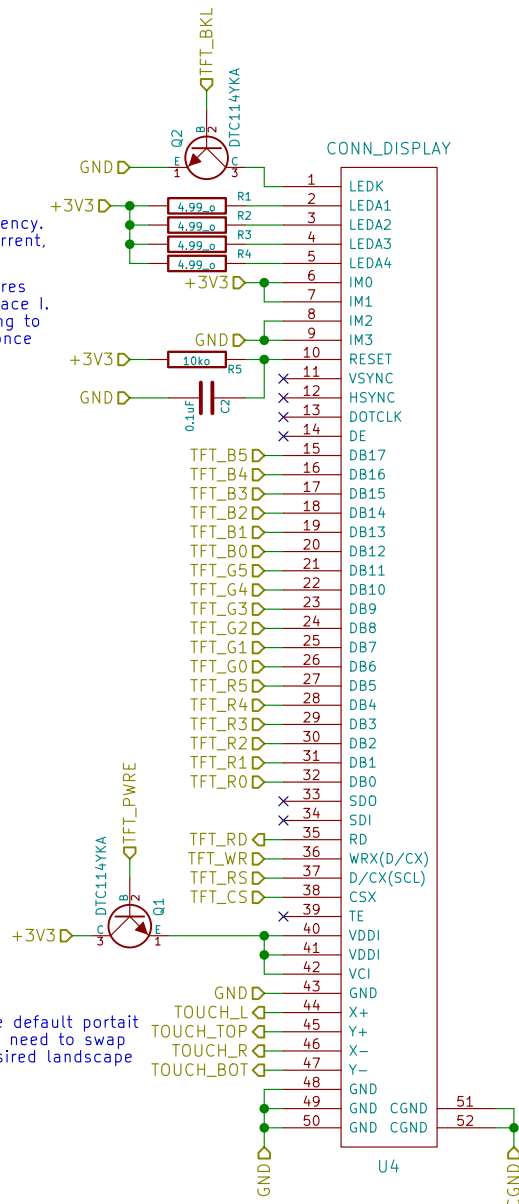 TFT_BKL
Q2
DTC114YKA
B
2
E
1
C
3
GND
CONN_DISPLAY
1 LEDK
+3V3 4.99_o R1 2 LEDA1
ency. 4.99_o R2 3 LEDA2
rrent, 4.99_o R3 4 LEDA3
4.99_o R4 5 LEDA4
+3V3 6 IM0
res
7 IM1
ace I.
8 IM2
ng to
GND 9 IM3
once
+3V3 10ko R5 10 RESET
11 VSYNC
GND 0.1uF C2 12 HSYNC
13 DOTCLK
14 DE
TFT_B5 15 DB17
TFT_B4 16 DB16
TFT_B3 17 DB15
TFT_B2 18 DB14
TFT_B1 19 DB13
TFT_B0 20 DB12
TFT_G5 21 DB11
TFT_G4 22 DB10
TFT_G3 23 DB9
TFT_G2 24 DB8
TFT_G1 25 DB7
TFT_G0 26 DB6
TFT_R5 27 DB5
TFT_R4 28 DB4
TFT_R3 29 DB3
TFT_R2 30 DB2
TFT_R1 31 DB1
TFT_R0 32 DB0
33 SDO
34 SDI
TFT_RD 35 RD
TFT_WR 36 WRX(D/CX)
TFT_RS 37 D/CX(SCL)
TFT_CS 38 CSX
39 TE
TFT_PWRE
DTC114YKA
Q1
B
2
+3V3
C
3
E
1
40 VDDI
41 VDDI
42 VCI
GND 43 GND
TOUCH_L 44 X+
e default portait
TOUCH_TOP 45 Y+
need to swap
TOUCH_R 46 X-
sired landscape
TOUCH_BOT 47 Y-
48 GND
49 GND CGND 51
50 GND CGND 52
GND
CGND
U4